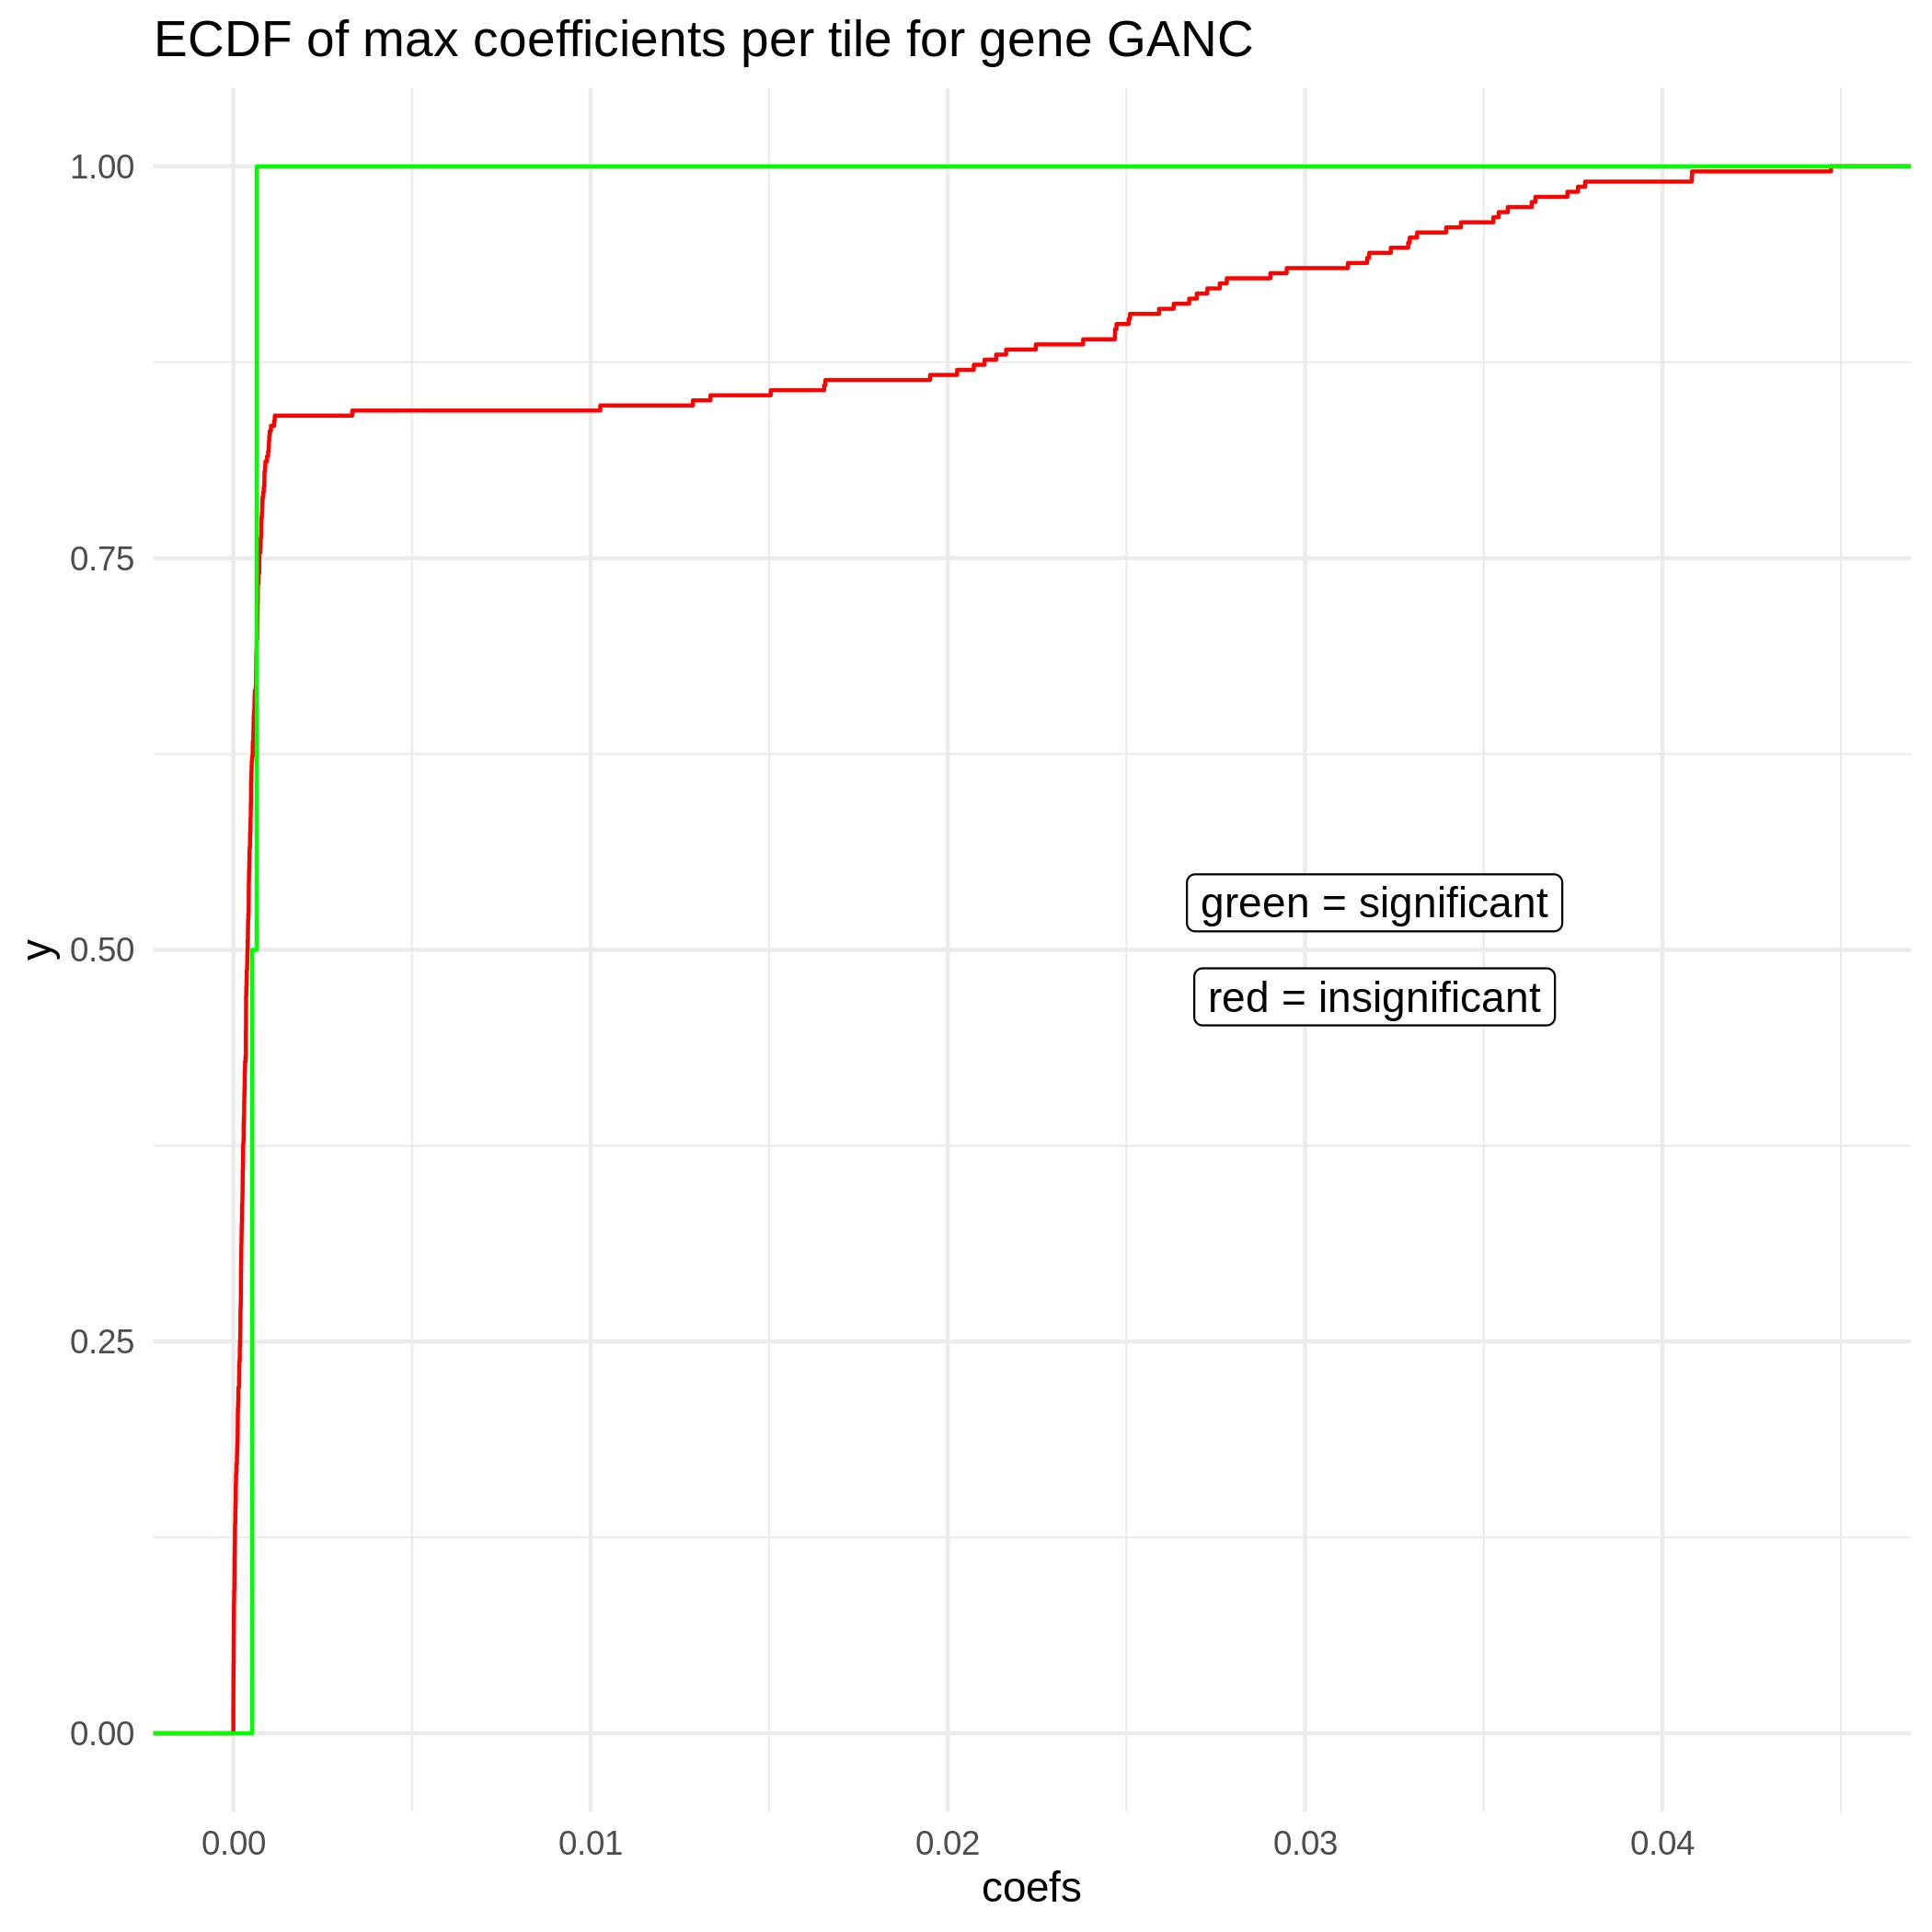 ECDF of max coefficients per tile for gene GANC
1.00
0.75
0.50
0.25
0.00
y
green = significant
red = insignificant
0.00 0.01 0.02 0.03 0.04
coefs